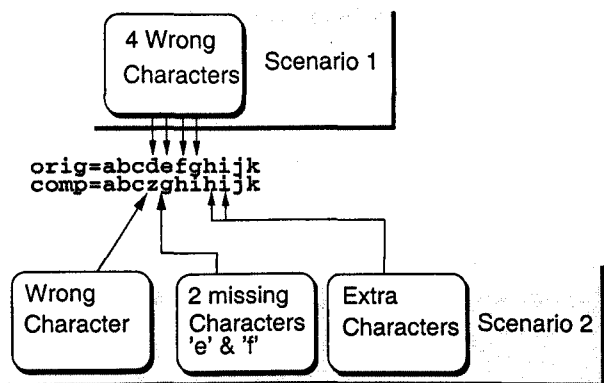 4 Wrong
Characters
Scenario 1
orig=abcdefghijk
comp=abczghihijk
Wrong
Character
2 missing
Characters
'e' & 'f'
Extra
Characters
Scenario 2